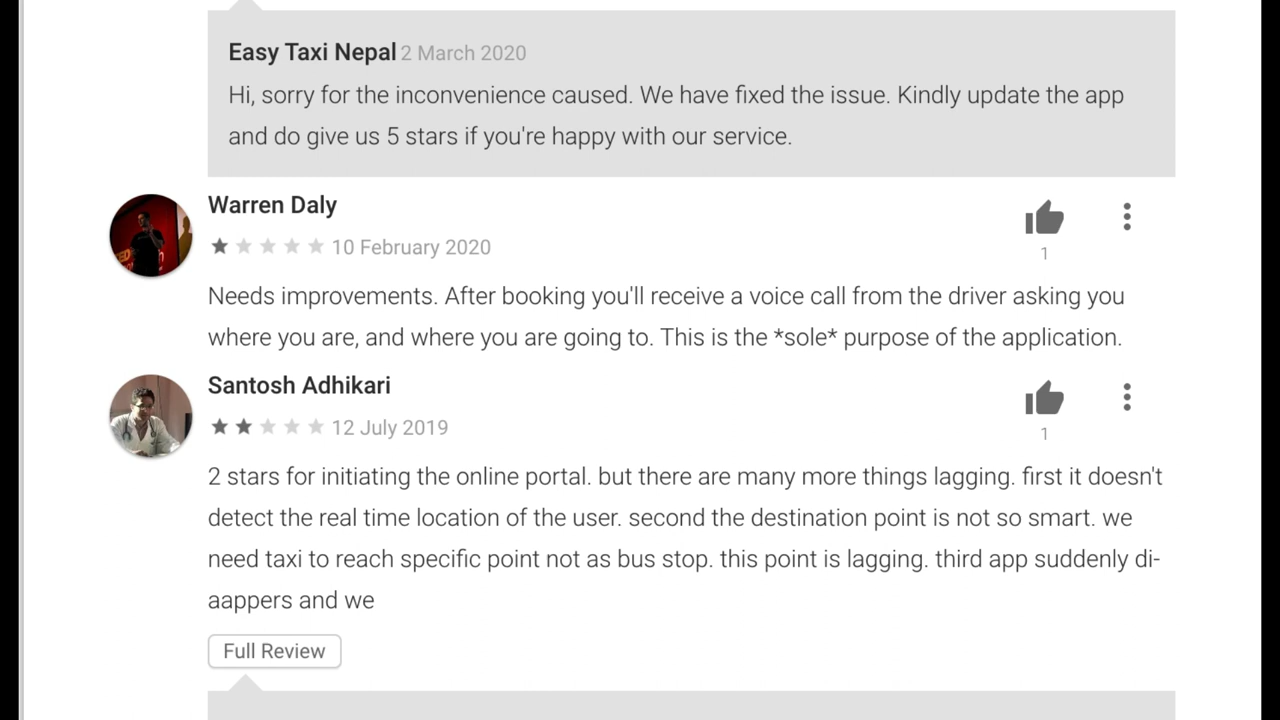 Easy Taxi Nepal 2 March 2020
Hi, sorry for the inconvenience caused. We have fixed the issue. Kindly update the app
and do give us 5 stars if you're happy with our service.
Warren Daly
10 February 2020
1
Needs improvements. After booking you'll receive a voice call from the driver asking you
where you are, and where you are going to. This is the *sole* purpose of the application.
Santosh Adhikari
12 July 2019
1
2 stars for initiating the online portal. but there are many more things lagging. first it doesn't
detect the real time location of the user. second the destination point is not so smart. we
need taxi to reach specific point not as bus stop. this point is lagging. third app suddenly di-
aappers and we
Full Review